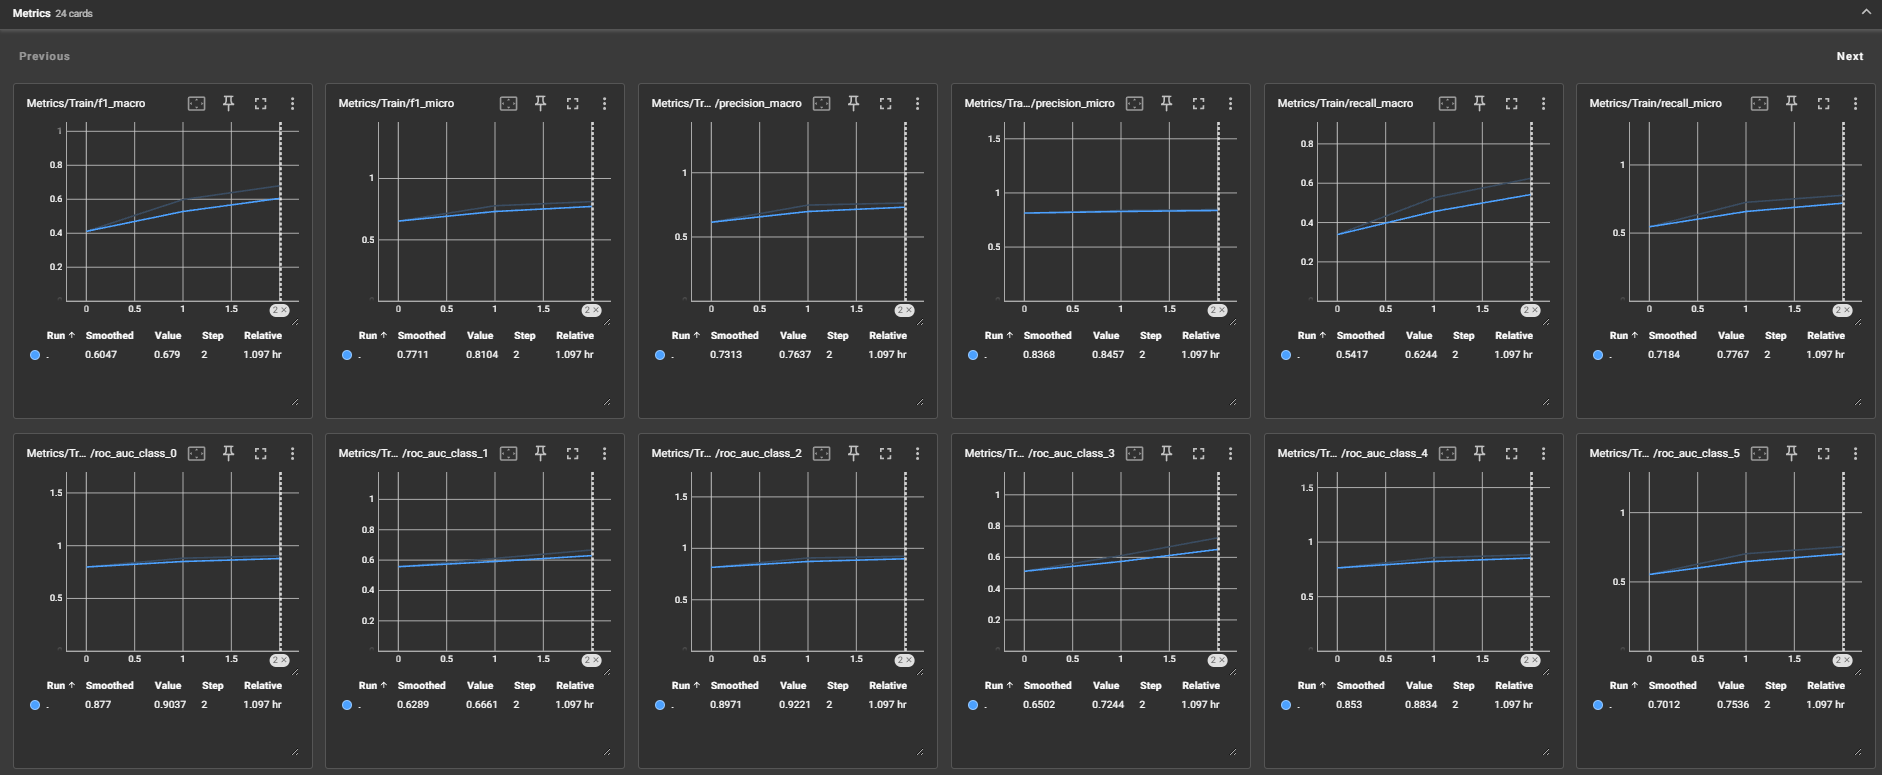 Metrics 24 cards
Previous
Next
Metrics/Train/f1_macro
1
0.8
0.6
0.4
0.2
0 0.5 1 1.5 2 ×
Run ↑ Smoothed Value Step Relative
. 0.6047 0.679 2 1.097 hr
Metrics/Train/f1_micro
1
0.5
0 0.5 1 1.5 2 ×
Run ↑ Smoothed Value Step Relative
. 0.7711 0.8104 2 1.097 hr
Metrics/Tr... /precision_macro
1
0.5
0 0.5 1 1.5 2 ×
Run ↑ Smoothed Value Step Relative
. 0.7313 0.7637 2 1.097 hr
Metrics/Tra.../precision_micro
1.5
1
0.5
0 0.5 1 1.5 2 ×
Run ↑ Smoothed Value Step Relative
. 0.8368 0.8457 2 1.097 hr
Metrics/Train/recall_macro
0.8
0.6
0.4
0.2
0 0.5 1 1.5 2 ×
Run ↑ Smoothed Value Step Relative
. 0.5417 0.6244 2 1.097 hr
Metrics/Train/recall_micro
1
0.5
0 0.5 1 1.5 2 ×
Run ↑ Smoothed Value Step Relative
. 0.7184 0.7767 2 1.097 hr
Metrics/Tr... /roc_auc_class_0
1.5
1
0.5
0 0.5 1 1.5 2 ×
Run ↑ Smoothed Value Step Relative
. 0.877 0.9037 2 1.097 hr
Metrics/Tr... /roc_auc_class_1
1
0.8
0.6
0.4
0.2
0 0.5 1 1.5 2 ×
Run ↑ Smoothed Value Step Relative
. 0.6289 0.6661 2 1.097 hr
Metrics/Tr... /roc_auc_class_2
1.5
1
0.5
0 0.5 1 1.5 2 ×
Run ↑ Smoothed Value Step Relative
. 0.8971 0.9221 2 1.097 hr
Metrics/Tr... /roc_auc_class_3
1
0.8
0.6
0.4
0.2
0 0.5 1 1.5 2 ×
Run ↑ Smoothed Value Step Relative
. 0.6502 0.7244 2 1.097 hr
Metrics/Tr... /roc_auc_class_4
1.5
1
0.5
0 0.5 1 1.5 2 ×
Run ↑ Smoothed Value Step Relative
. 0.853 0.8834 2 1.097 hr
Metrics/Tr... /roc_auc_class_5
1
0.5
0 0.5 1 1.5 2 ×
Run ↑ Smoothed Value Step Relative
. 0.7012 0.7536 2 1.097 hr